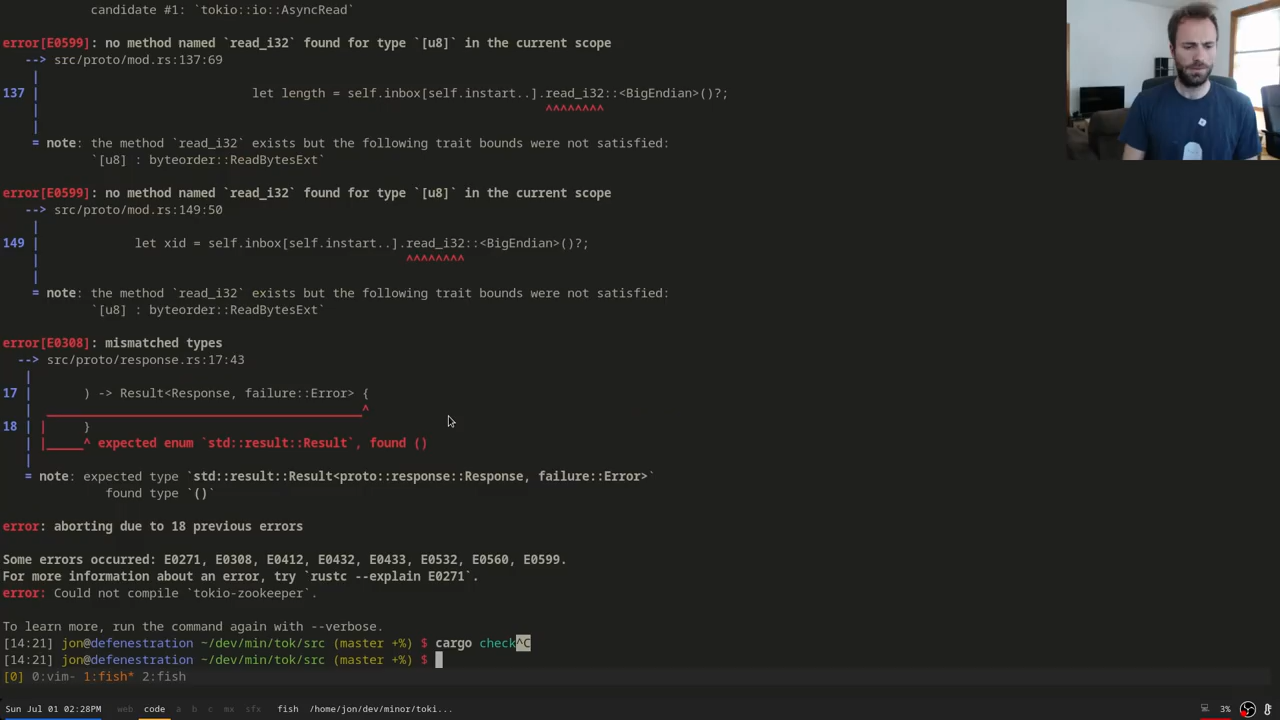 candidate #1: `tokio::io::AsyncRead`
error[E0599]: no method named `read_i32` found for type `[u8]` in the current scope
--> src/proto/mod.rs:137:69
|
137 | let length = self.inbox[self.instart..].read_i32::<BigEndian>()?;
| ^^^^^^^^
|
= note: the method `read_i32` exists but the following trait bounds were not satisfied:
`[u8] : byteorder::ReadBytesExt`
error[E0599]: no method named `read_i32` found for type `[u8]` in the current scope
--> src/proto/mod.rs:149:50
|
149 | let xid = self.inbox[self.instart..].read_i32::<BigEndian>()?;
| ^^^^^^^^
|
= note: the method `read_i32` exists but the following trait bounds were not satisfied:
`[u8] : byteorder::ReadBytesExt`
error[E0308]: mismatched types
--> src/proto/response.rs:17:43
|
17 | ) -> Result<Response, failure::Error> {
| ___________________________________________^
18 | | }
| |_____^ expected enum `std::result::Result`, found ()
|
= note: expected type `std::result::Result<proto::response::Response, failure::Error>`
found type `()`
error: aborting due to 18 previous errors
Some errors occurred: E0271, E0308, E0412, E0432, E0433, E0532, E0560, E0599.
For more information about an error, try `rustc --explain E0271`.
error: Could not compile `tokio-zookeeper`.
To learn more, run the command again with --verbose.
[14:21] jon@defenestration ~/dev/min/tok/src (master +%) $ cargo check^C
[14:21] jon@defenestration ~/dev/min/tok/src (master +%) $
[0] 0:vim- 1:fish* 2:fish
Sun Jul 01 02:28PM web code a b c mx sfx fish /home/jon/dev/minor/toki... 3%